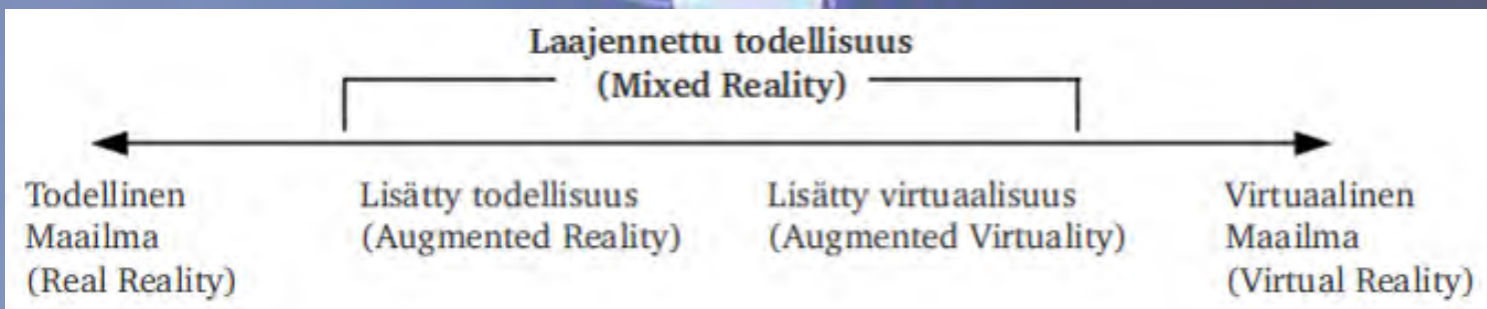 Laajennettu todellisuus
(Mixed Reality)
Todellinen
Maailma
(Real Reality)
Lisätty todellisuus
(Augmented Reality)
Lisätty virtuaalisuus
(Augmented Virtuality)
Virtuaalinen
Maailma
(Virtual Reality)